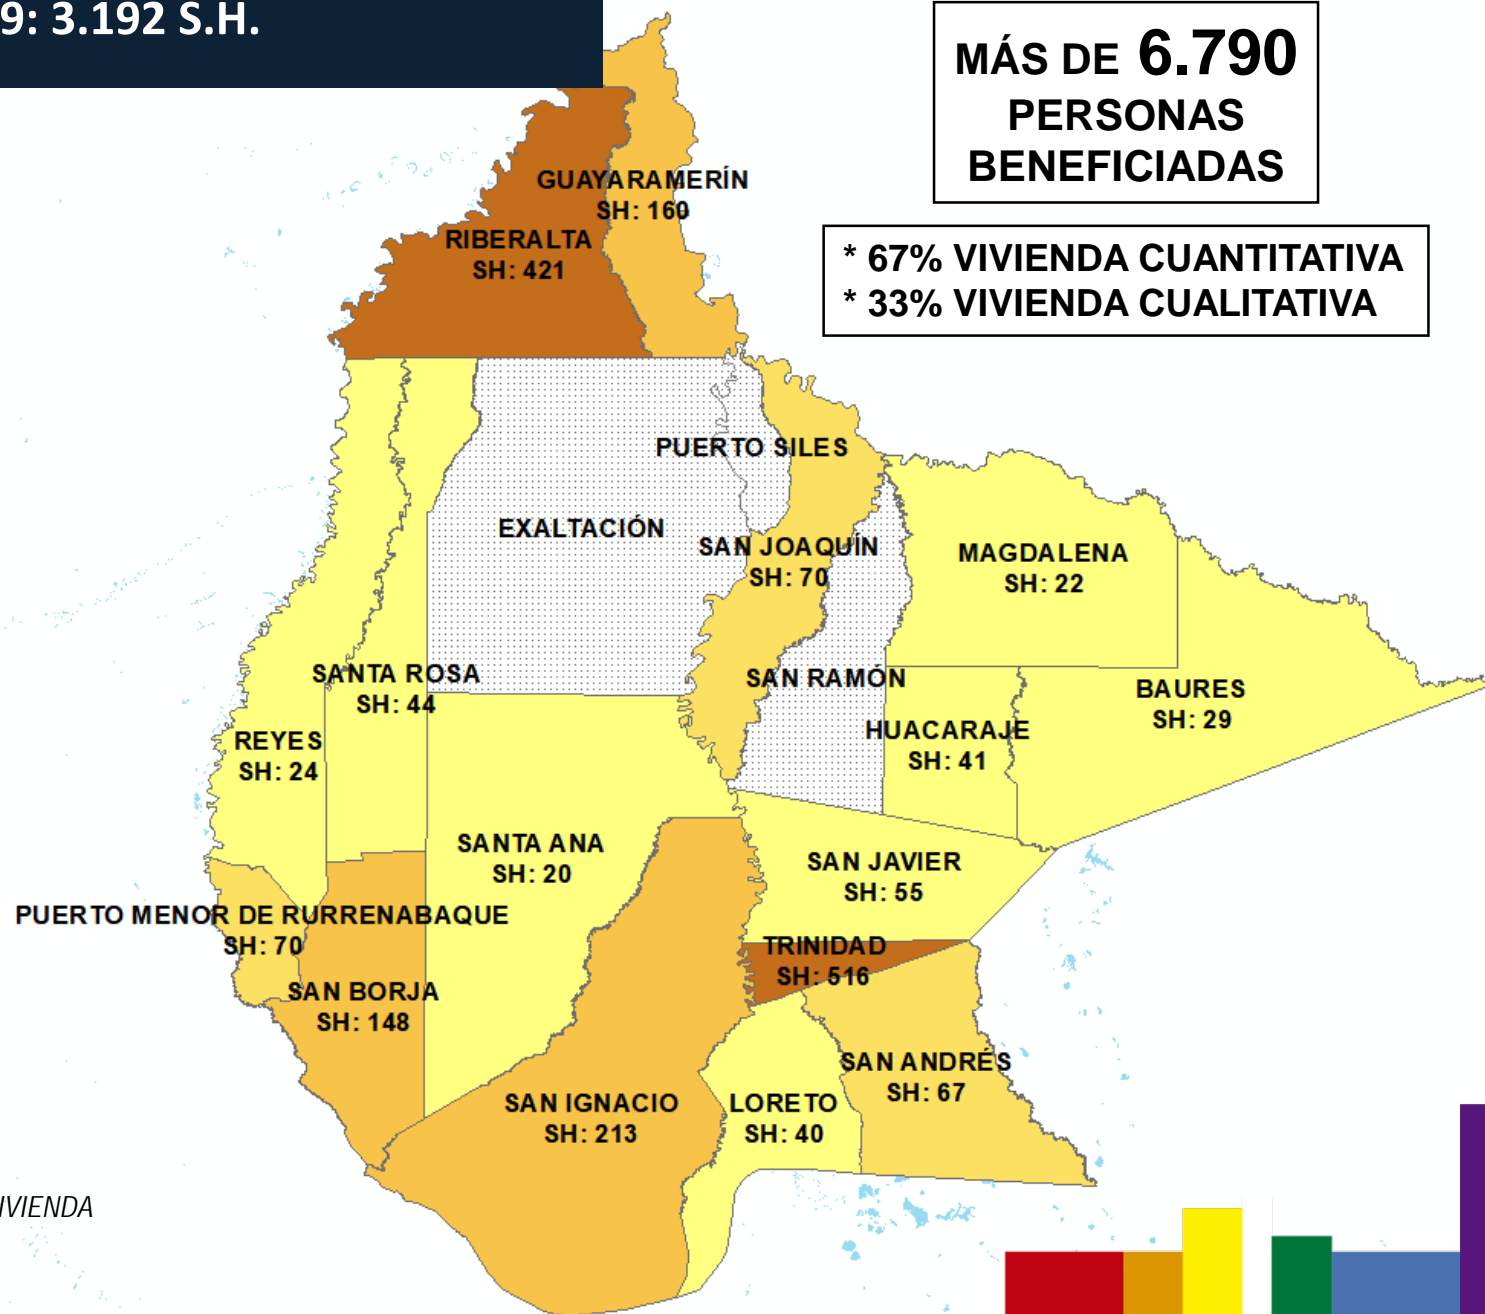 9: 3.192 S.H.
MÁS DE 6.790
PERSONAS
BENEFICIADAS
* 67% VIVIENDA CUANTITATIVA
* 33% VIVIENDA CUALITATIVA
GUAYARAMERÍN
SH: 160
RIBERALTA
SH: 421
PUERTO SILES
EXALTACIÓN
SAN JOAQUÍN
SH: 70
MAGDALENA
SH: 22
SANTA ROSA
SH: 44
SAN RAMÓN
BAURES
SH: 29
REYES
SH: 24
HUACARAJE
SH: 41
SANTA ANA
SH: 20
SAN JAVIER
SH: 55
PUERTO MENOR DE RURRENABAQUE
SH: 70
TRINIDAD
SH: 516
SAN BORJA
SH: 148
SAN ANDRÉS
SH: 67
SAN IGNACIO
SH: 213
LORETO
SH: 40
IVIENDA